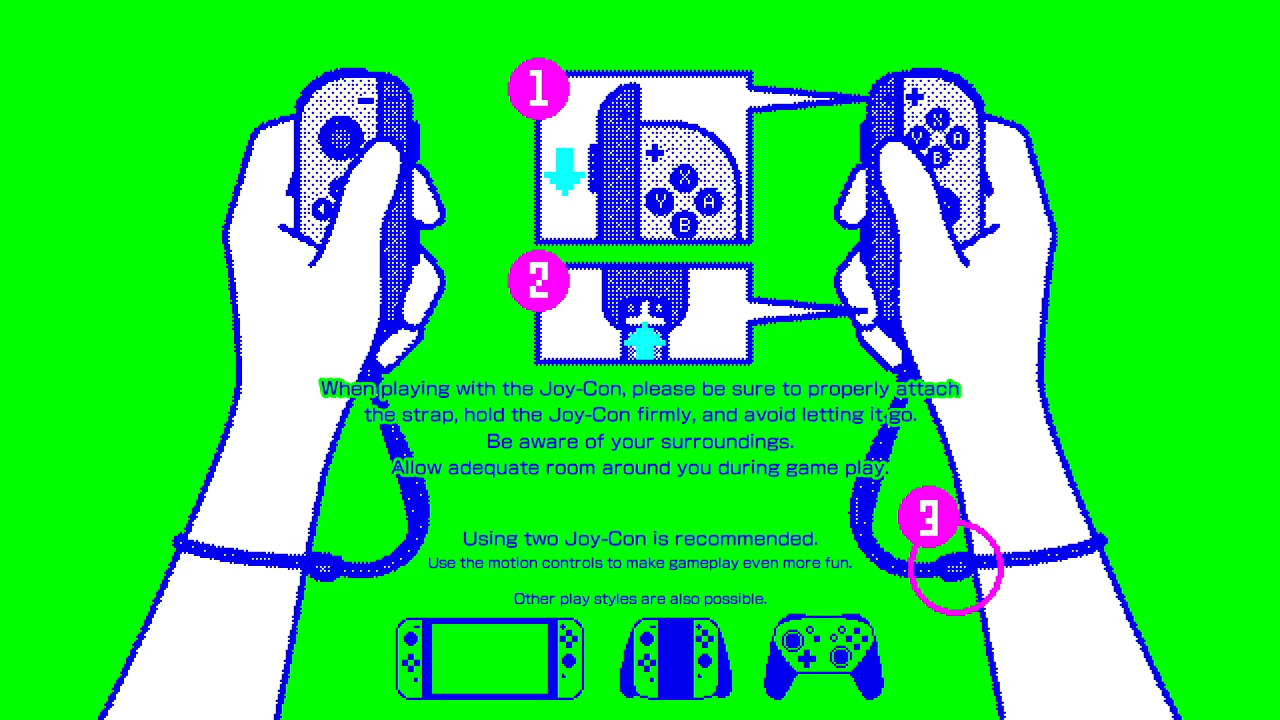 1
X
Y A
B
X
Y A
B
2
When playing with the Joy-Con, please be sure to properly attach
the strap, hold the Joy-Con firmly, and avoid letting it go.
Be aware of your surroundings.
Allow adequate room around you during game play.
3
Using two Joy-Con is recommended.
Use the motion controls to make gameplay even more fun.
Other play styles are also possible.